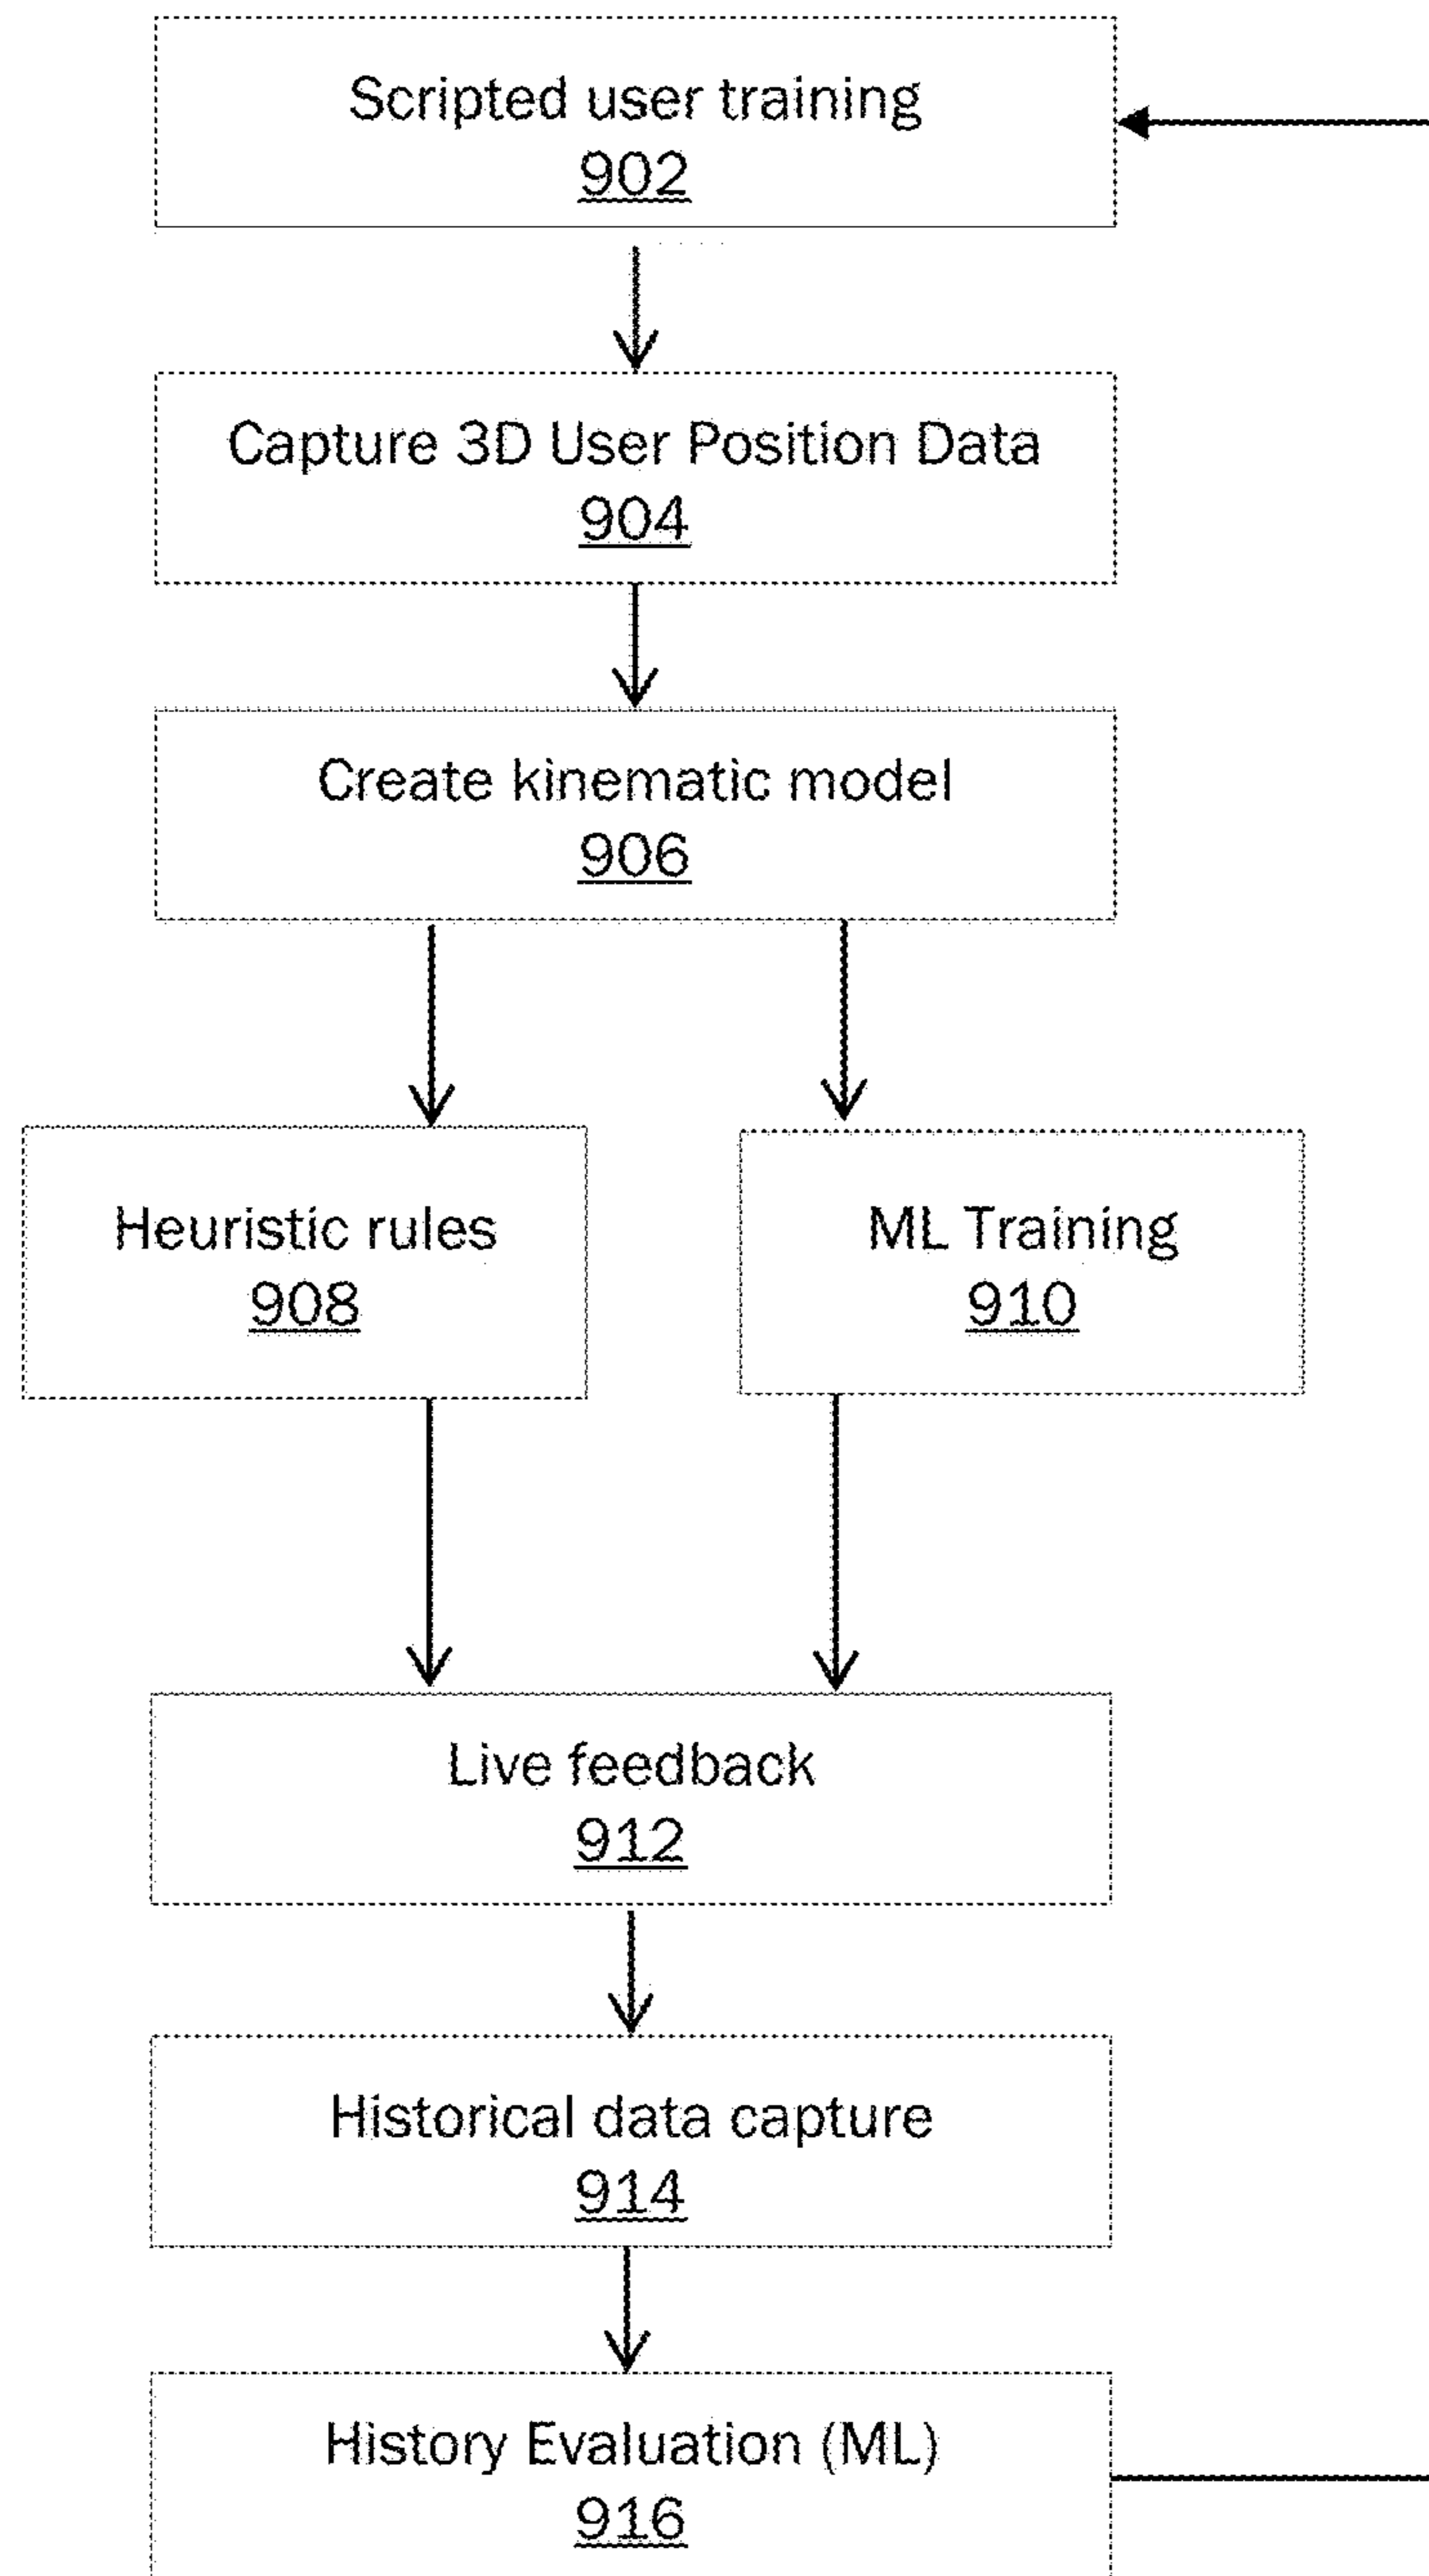 Scripted user training
902
Capture 3D User Position Data
904
Create kinematic model
906
Heuristic rules
908
ML Training
910
Live feedback
912
Historical data capture
914
History Evaluation (ML)
916